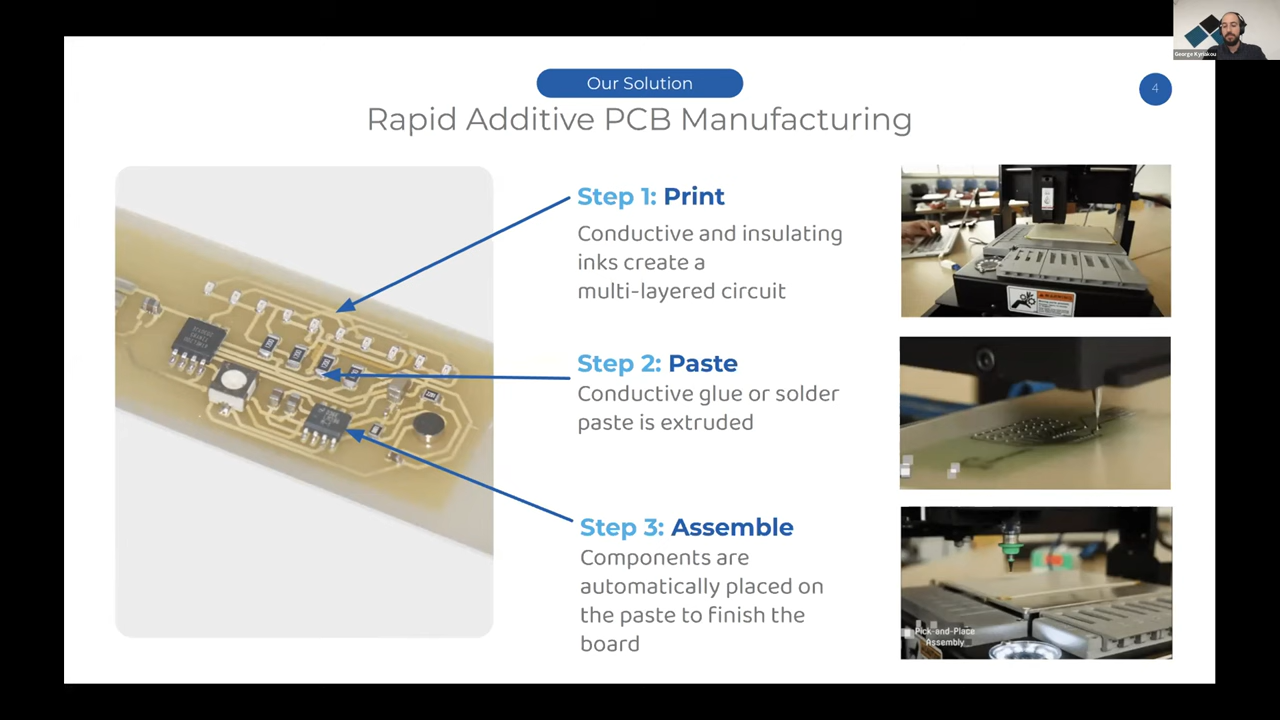 George Kyriakou
Our Solution
4
Rapid Additive PCB Manufacturing
Step 1: Print
Conductive and insulating
inks create a
multi-layered circuit
Step 2: Paste
Conductive glue or solder
paste is extruded
Step 3: Assemble
Components are
automatically placed on
the paste to finish the
board
Pick-and-Place
Assembly